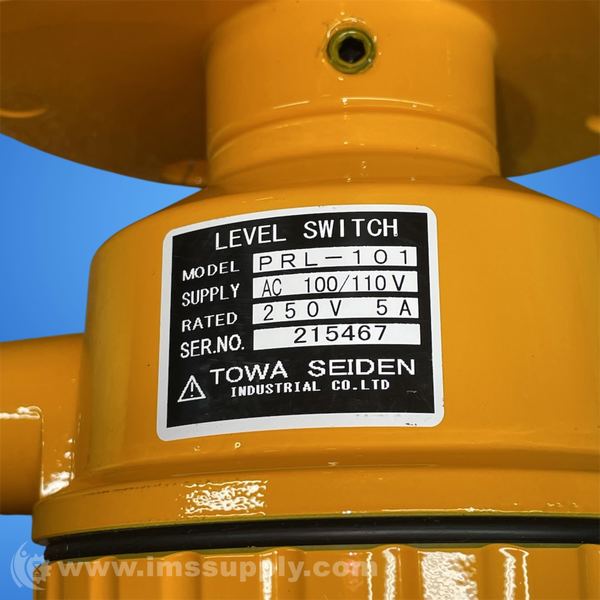 LEVEL SWITCH
MODEL PRL-101
SUPPLY AC 100/110V
RATED 250V 5A
SER.NO. 215467
TOWA SEIDEN
INDUSTRIAL CO.LTD
www.imssupply.com